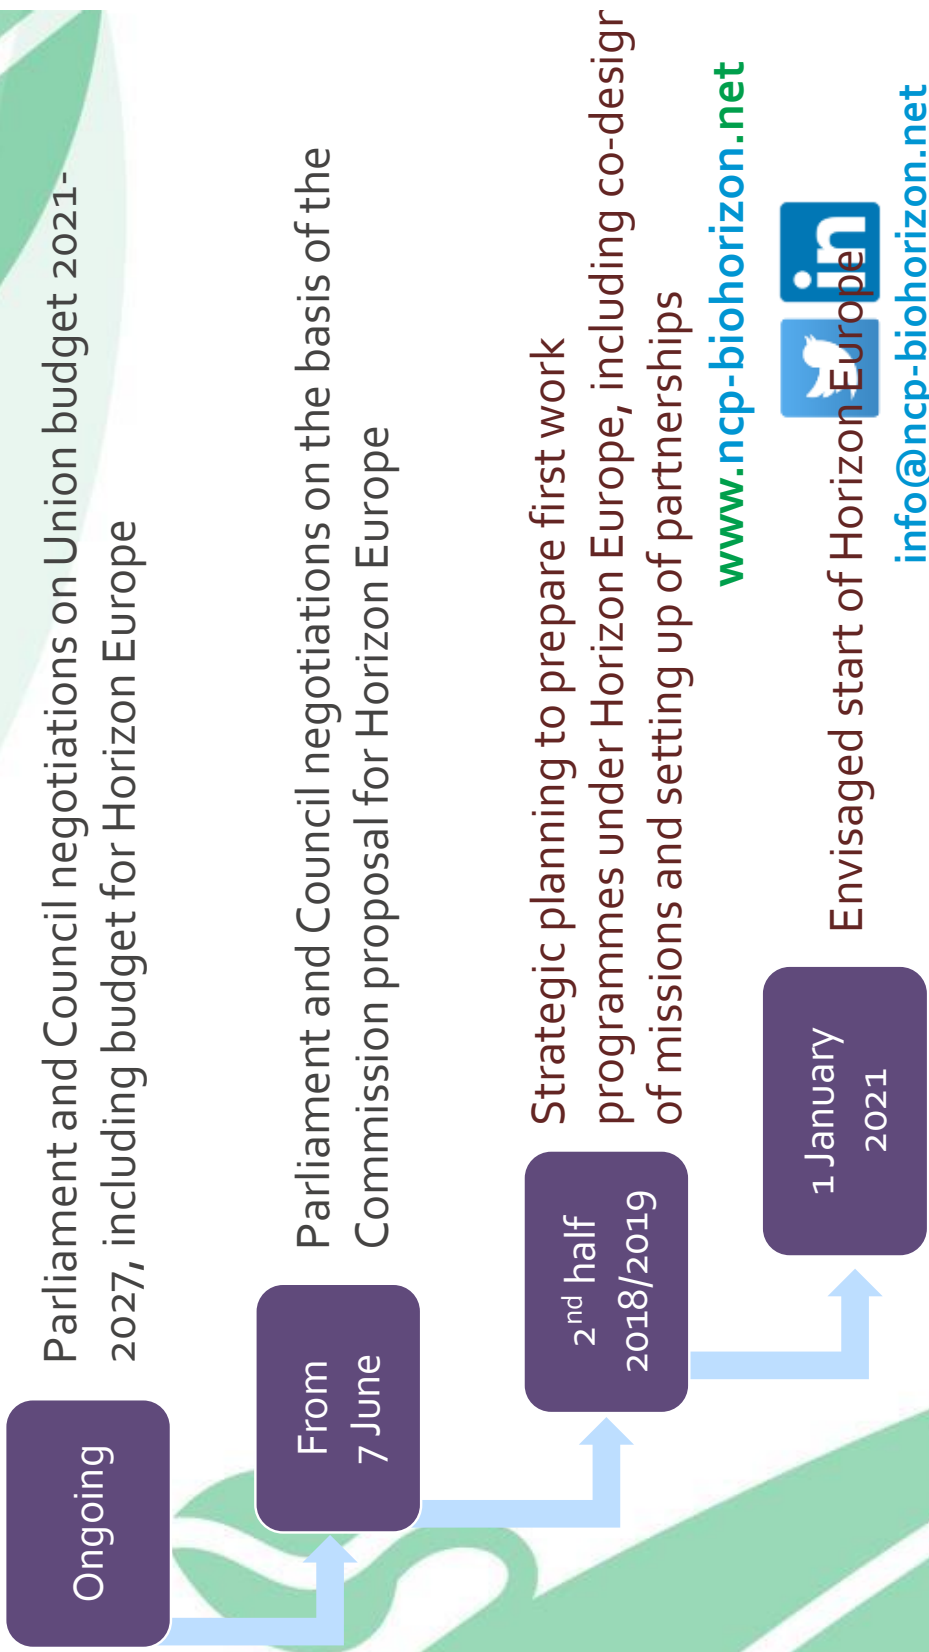 Ongoing
Parliament and Council negotiations on Union budget 2021-
2027, including budget for Horizon Europe
From
7 June
Parliament and Council negotiations on the basis of the
Commission proposal for Horizon Europe
2nd half
2018/2019
Strategic planning to prepare first work
programmes under Horizon Europe, including co-design
of missions and setting up of partnerships
www.ncp-biohorizon.net
in
1 January
2021
Envisaged start of Horizon Europe
info@ncp-biohorizon.net